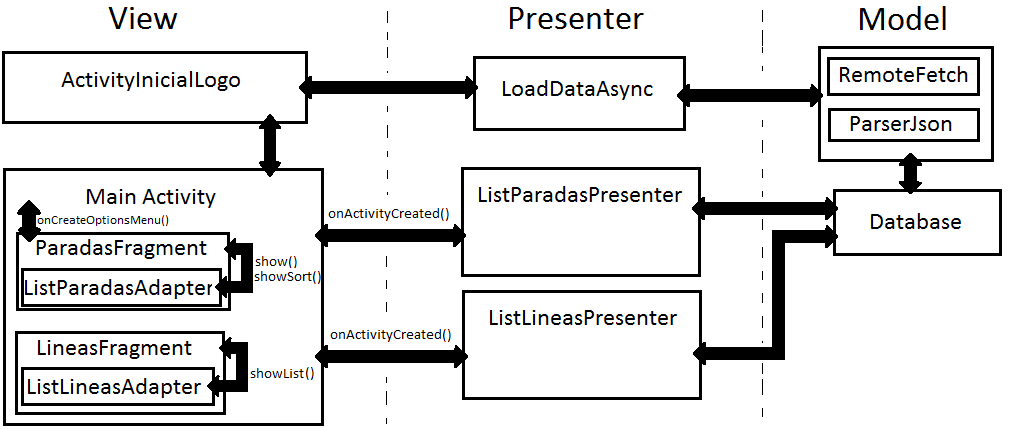 View
Presenter
Model
ActivityInicialLogo
LoadDataAsync
RemoteFetch
ParserJson
Main Activity
onCreateOptionsMenu()
ParadasFragment
ListParadasAdapter
show()
showSort()
LineasFragment
ListLineasAdapter
showList()
onActivityCreated()
onActivityCreated()
ListParadasPresenter
ListLineasPresenter
Database